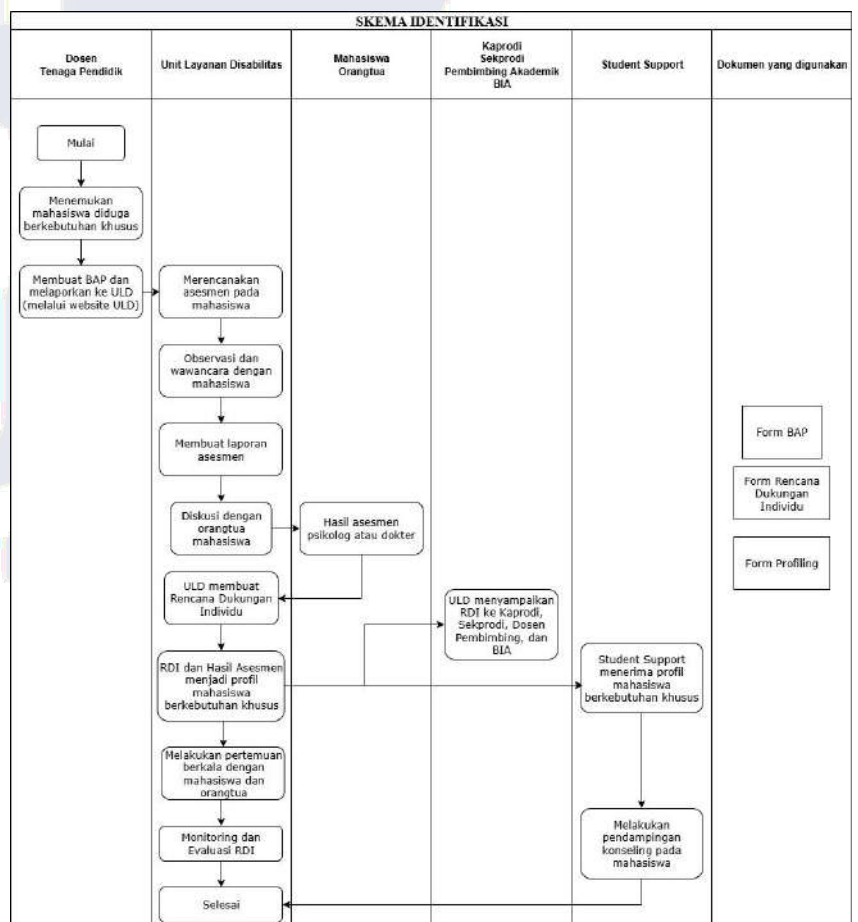 SKEMA IDENTIFIKASI
Dosen
Tenaga Pendidik
Unit Layanan Disabilitas
Mahasiswa
Orangtua
Kaprodi
Sekprodi
Pembimbing Akademik
BIA
Student Support
Dokumen yang digunakan
Mulai
Menemukan
mahasiswa diduga
berkebutuhan khusus
Membuat BAP dan
melaporkan ke ULD
(melalui website ULD)
Merencanakan
asesmen pada
mahasiswa
Observasi dan
wawancara dengan
mahasiswa
Membuat laporan
asesmen
Diskusi dengan
orangtua
mahasiswa
Hasil asesmen
psikolog atau dokter
ULD membuat
Rencana Dukungan
Individu
ULD menyampaikan
RDI ke Kaprodi,
Sekprodi, Dosen
Pembimbing, dan
BIA
RDI dan Hasil Asesmen
menjadi profil
mahasiswa
berkebutuhan khusus
Student Support
menerima profil
mahasiswa
berkebutuhan khusus
Melakukan pertemuan
berkala dengan
mahasiswa dan
orangtua
Monitoring dan
Evaluasi RDI
Melakukan
pendampingan
konseling pada
mahasiswa
Selesai
Form BAP
Form Rencana
Dukungan
Individu
Form Profiling